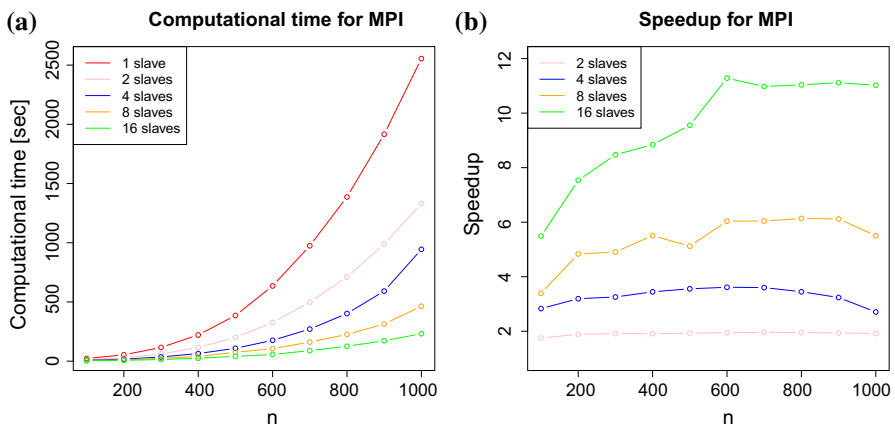 (a)
Computational time for MPI
1 slave
2 slaves
4 slaves
8 slaves
16 slaves
Computational time [sec]
0
500
1000
1500
2000
2500
200
400
600
800
1000
n
(b)
Speedup for MPI
2 slaves
4 slaves
8 slaves
16 slaves
Speedup
2
4
6
8
10
12
200
400
600
800
1000
n